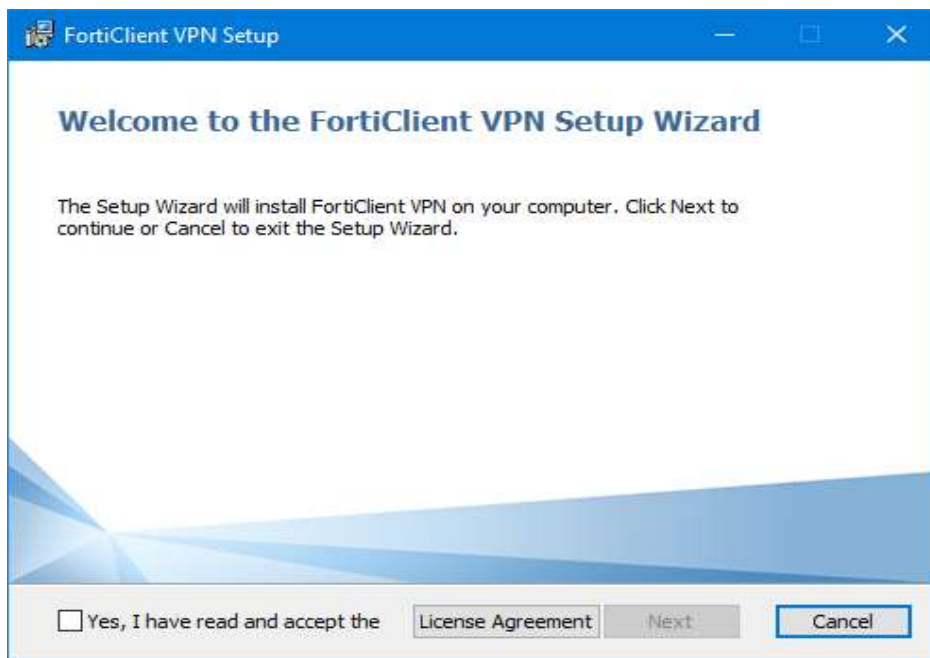 FortiClient VPN Setup
Welcome to the FortiClient VPN Setup Wizard
The Setup Wizard will install FortiClient VPN on your computer. Click Next to
continue or Cancel to exit the Setup Wizard.
Yes, I have read and accept the License Agreement Next Cancel